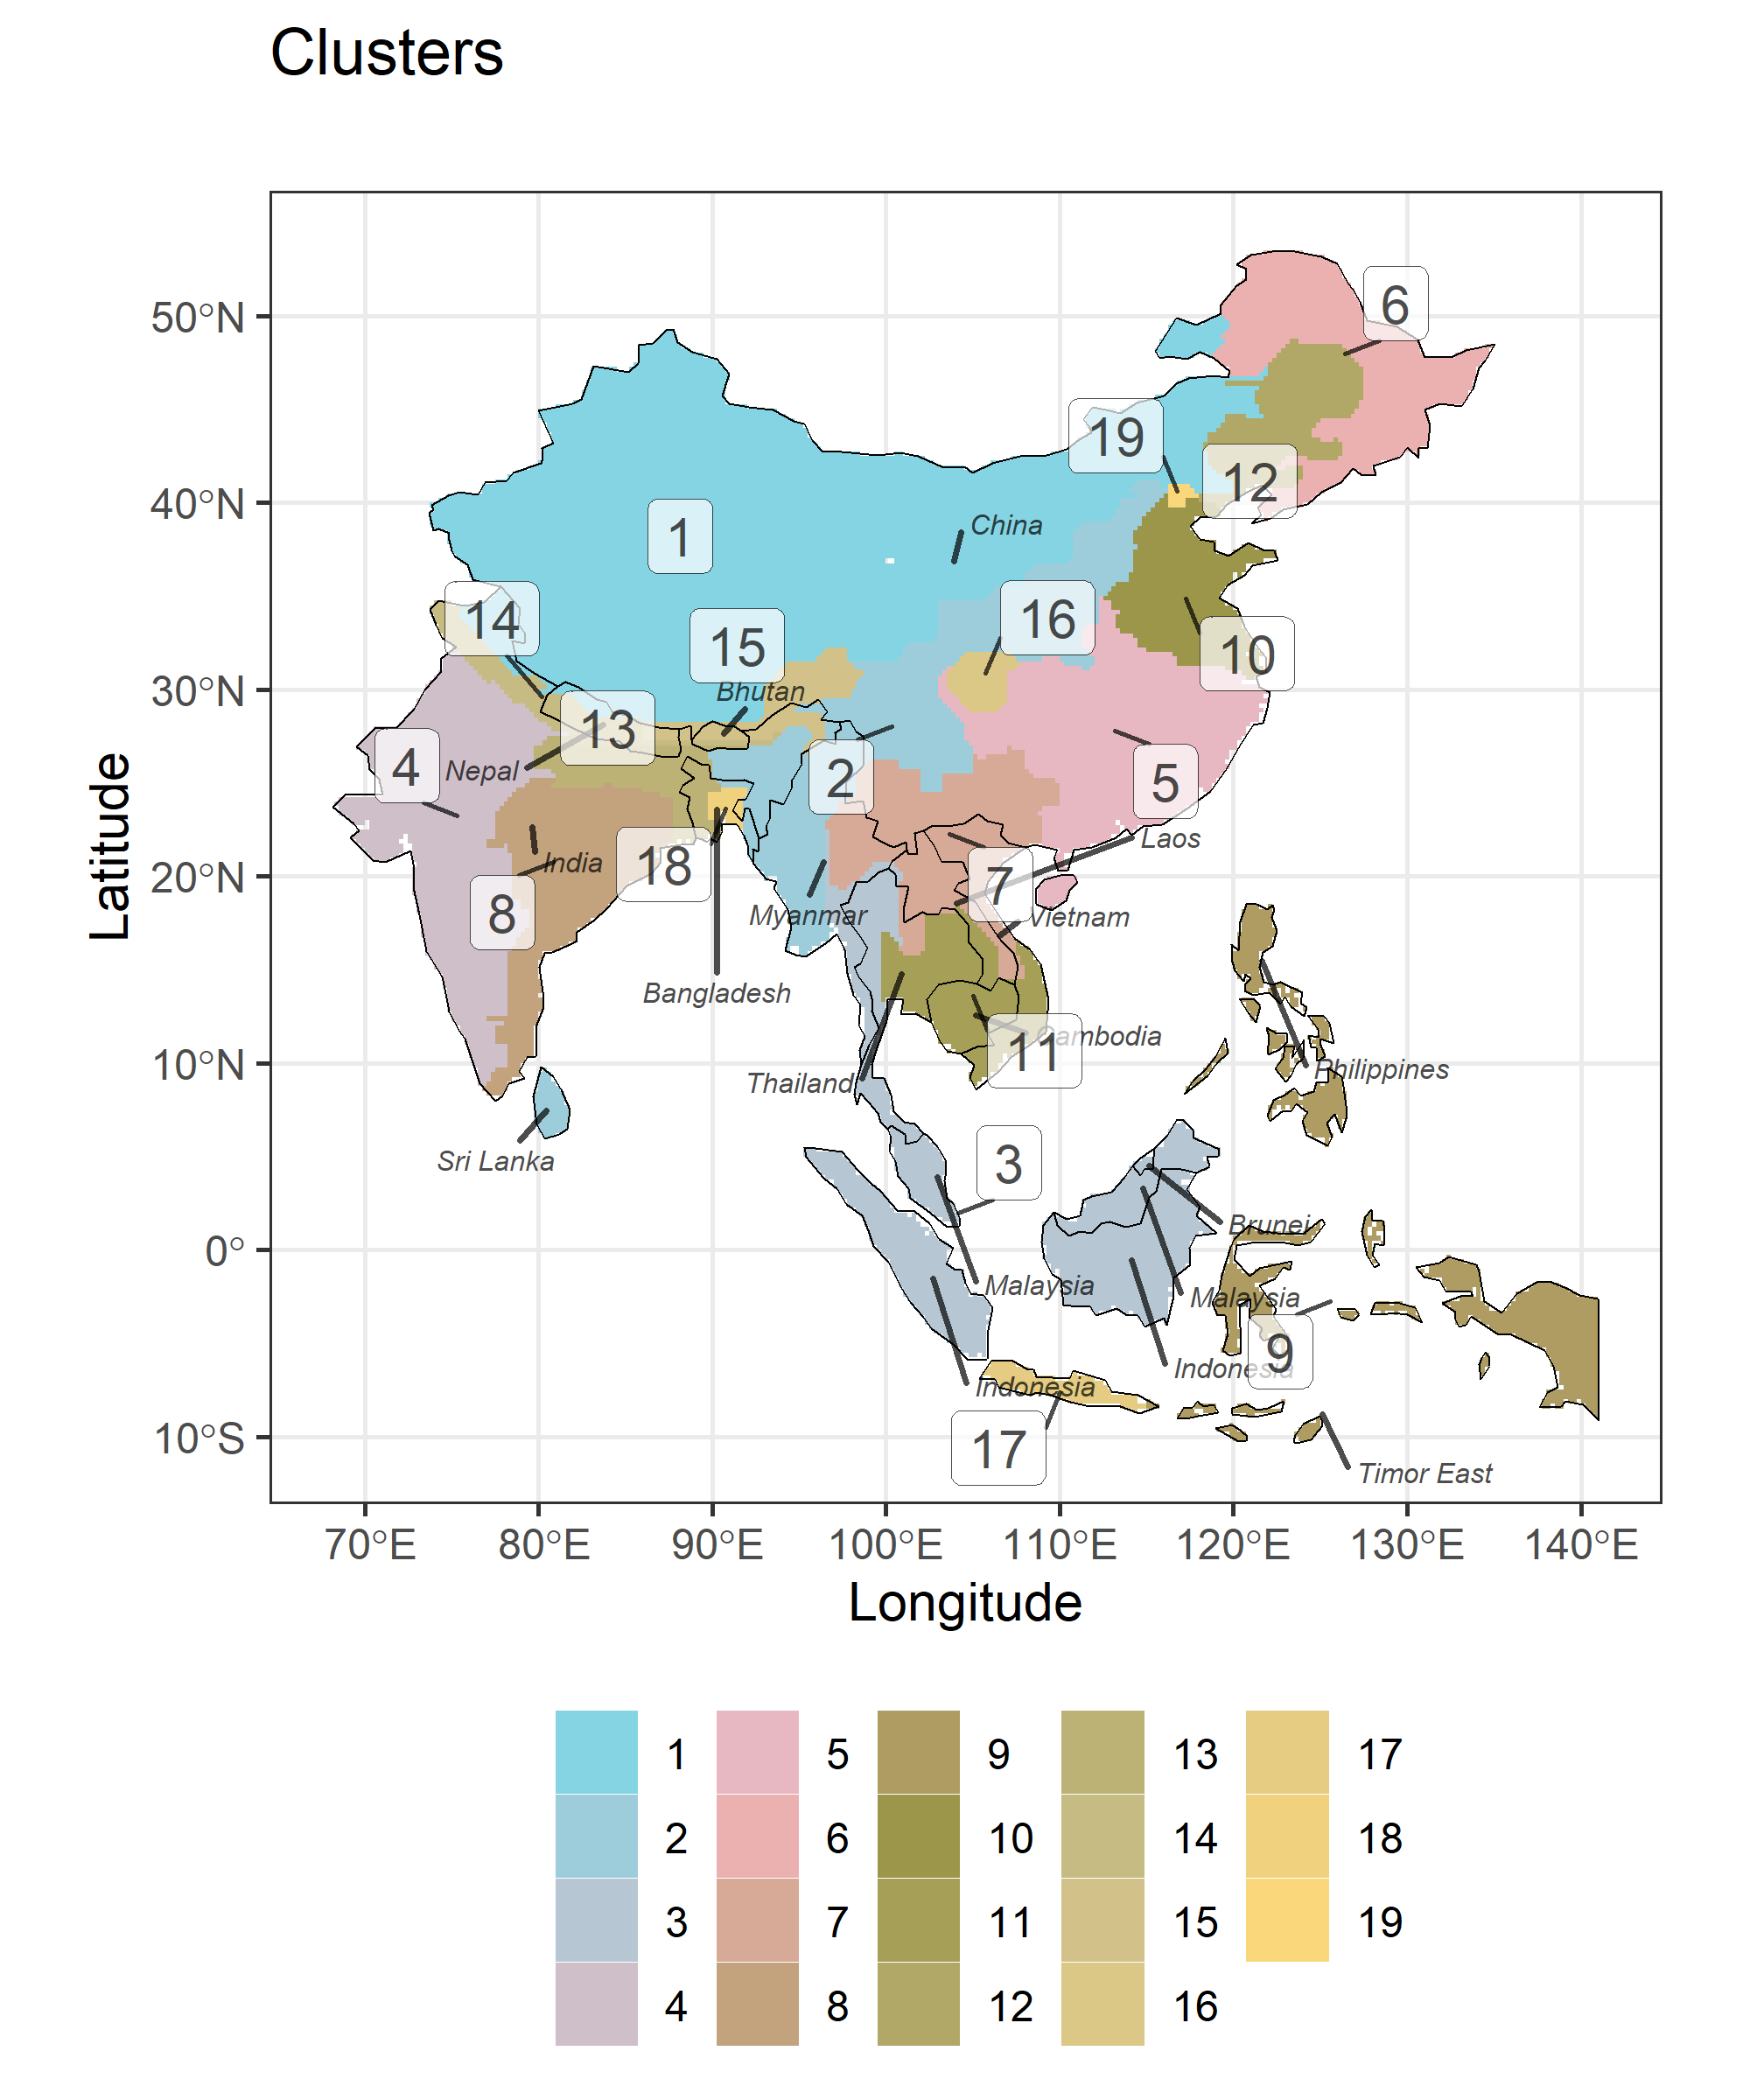 Clusters
50°N
40°N
30°N
20°N
10°N
0°
10°S
Latitude
6
19
12
1
China
14
15
16
10
Bhutan
13
4
Nepal
2
5
Laos
India
18
7
8
Myanmar
Vietnam
Bangladesh
Cambodia
11
Thailand
Philippines
Sri Lanka
3
Brunei
Malaysia
Malaysia
9
Indonesia
Indonesia
17
Timor East
70°E 80°E 90°E 100°E 110°E 120°E 130°E 140°E
Longitude
1 5 9 13 17
2 6 10 14 18
3 7 11 15 19
4 8 12 16